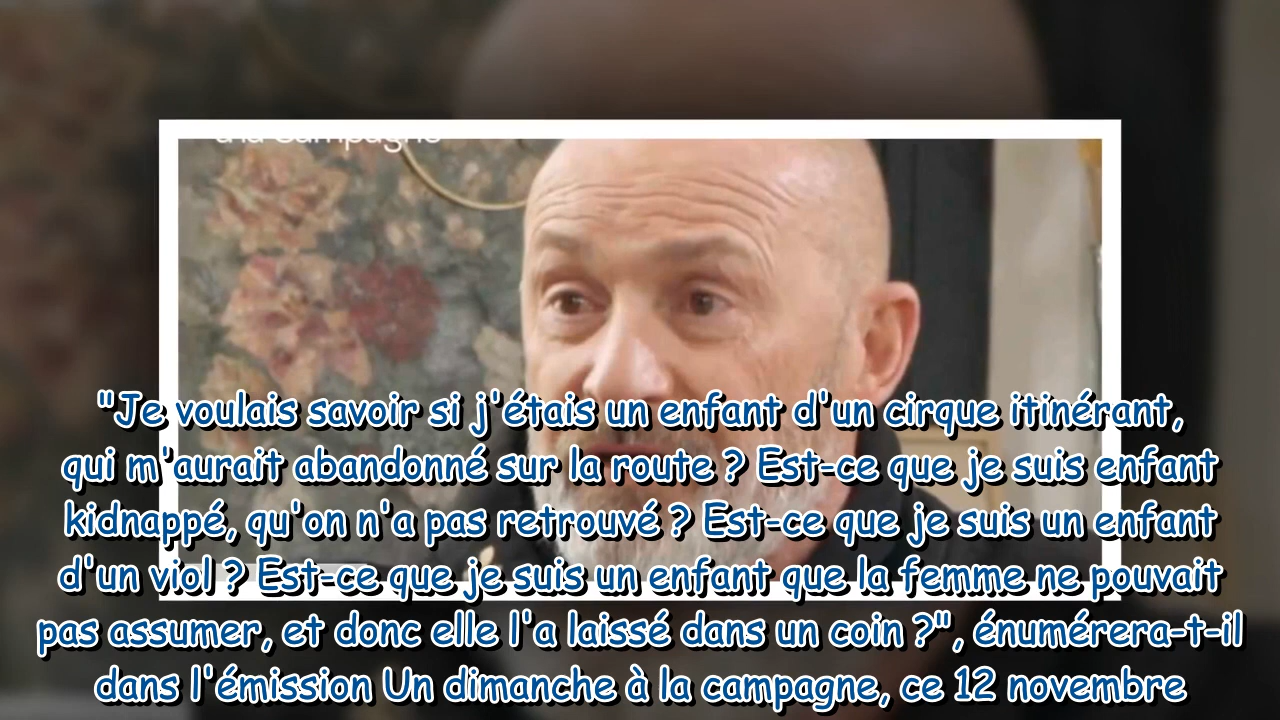 à la Campagne
"Je voulais savoir si j'étais un enfant d'un cirque itinérant,
qui m'aurait abandonné sur la route ? Est-ce que je suis enfant
kidnappé, qu'on n'a pas retrouvé ? Est-ce que je suis un enfant
d'un viol ? Est-ce que je suis un enfant que la femme ne pouvait
pas assumer, et donc elle l'a laissé dans un coin ?", énumérera-t-il
dans l'émission Un dimanche à la campagne, ce 12 novembre